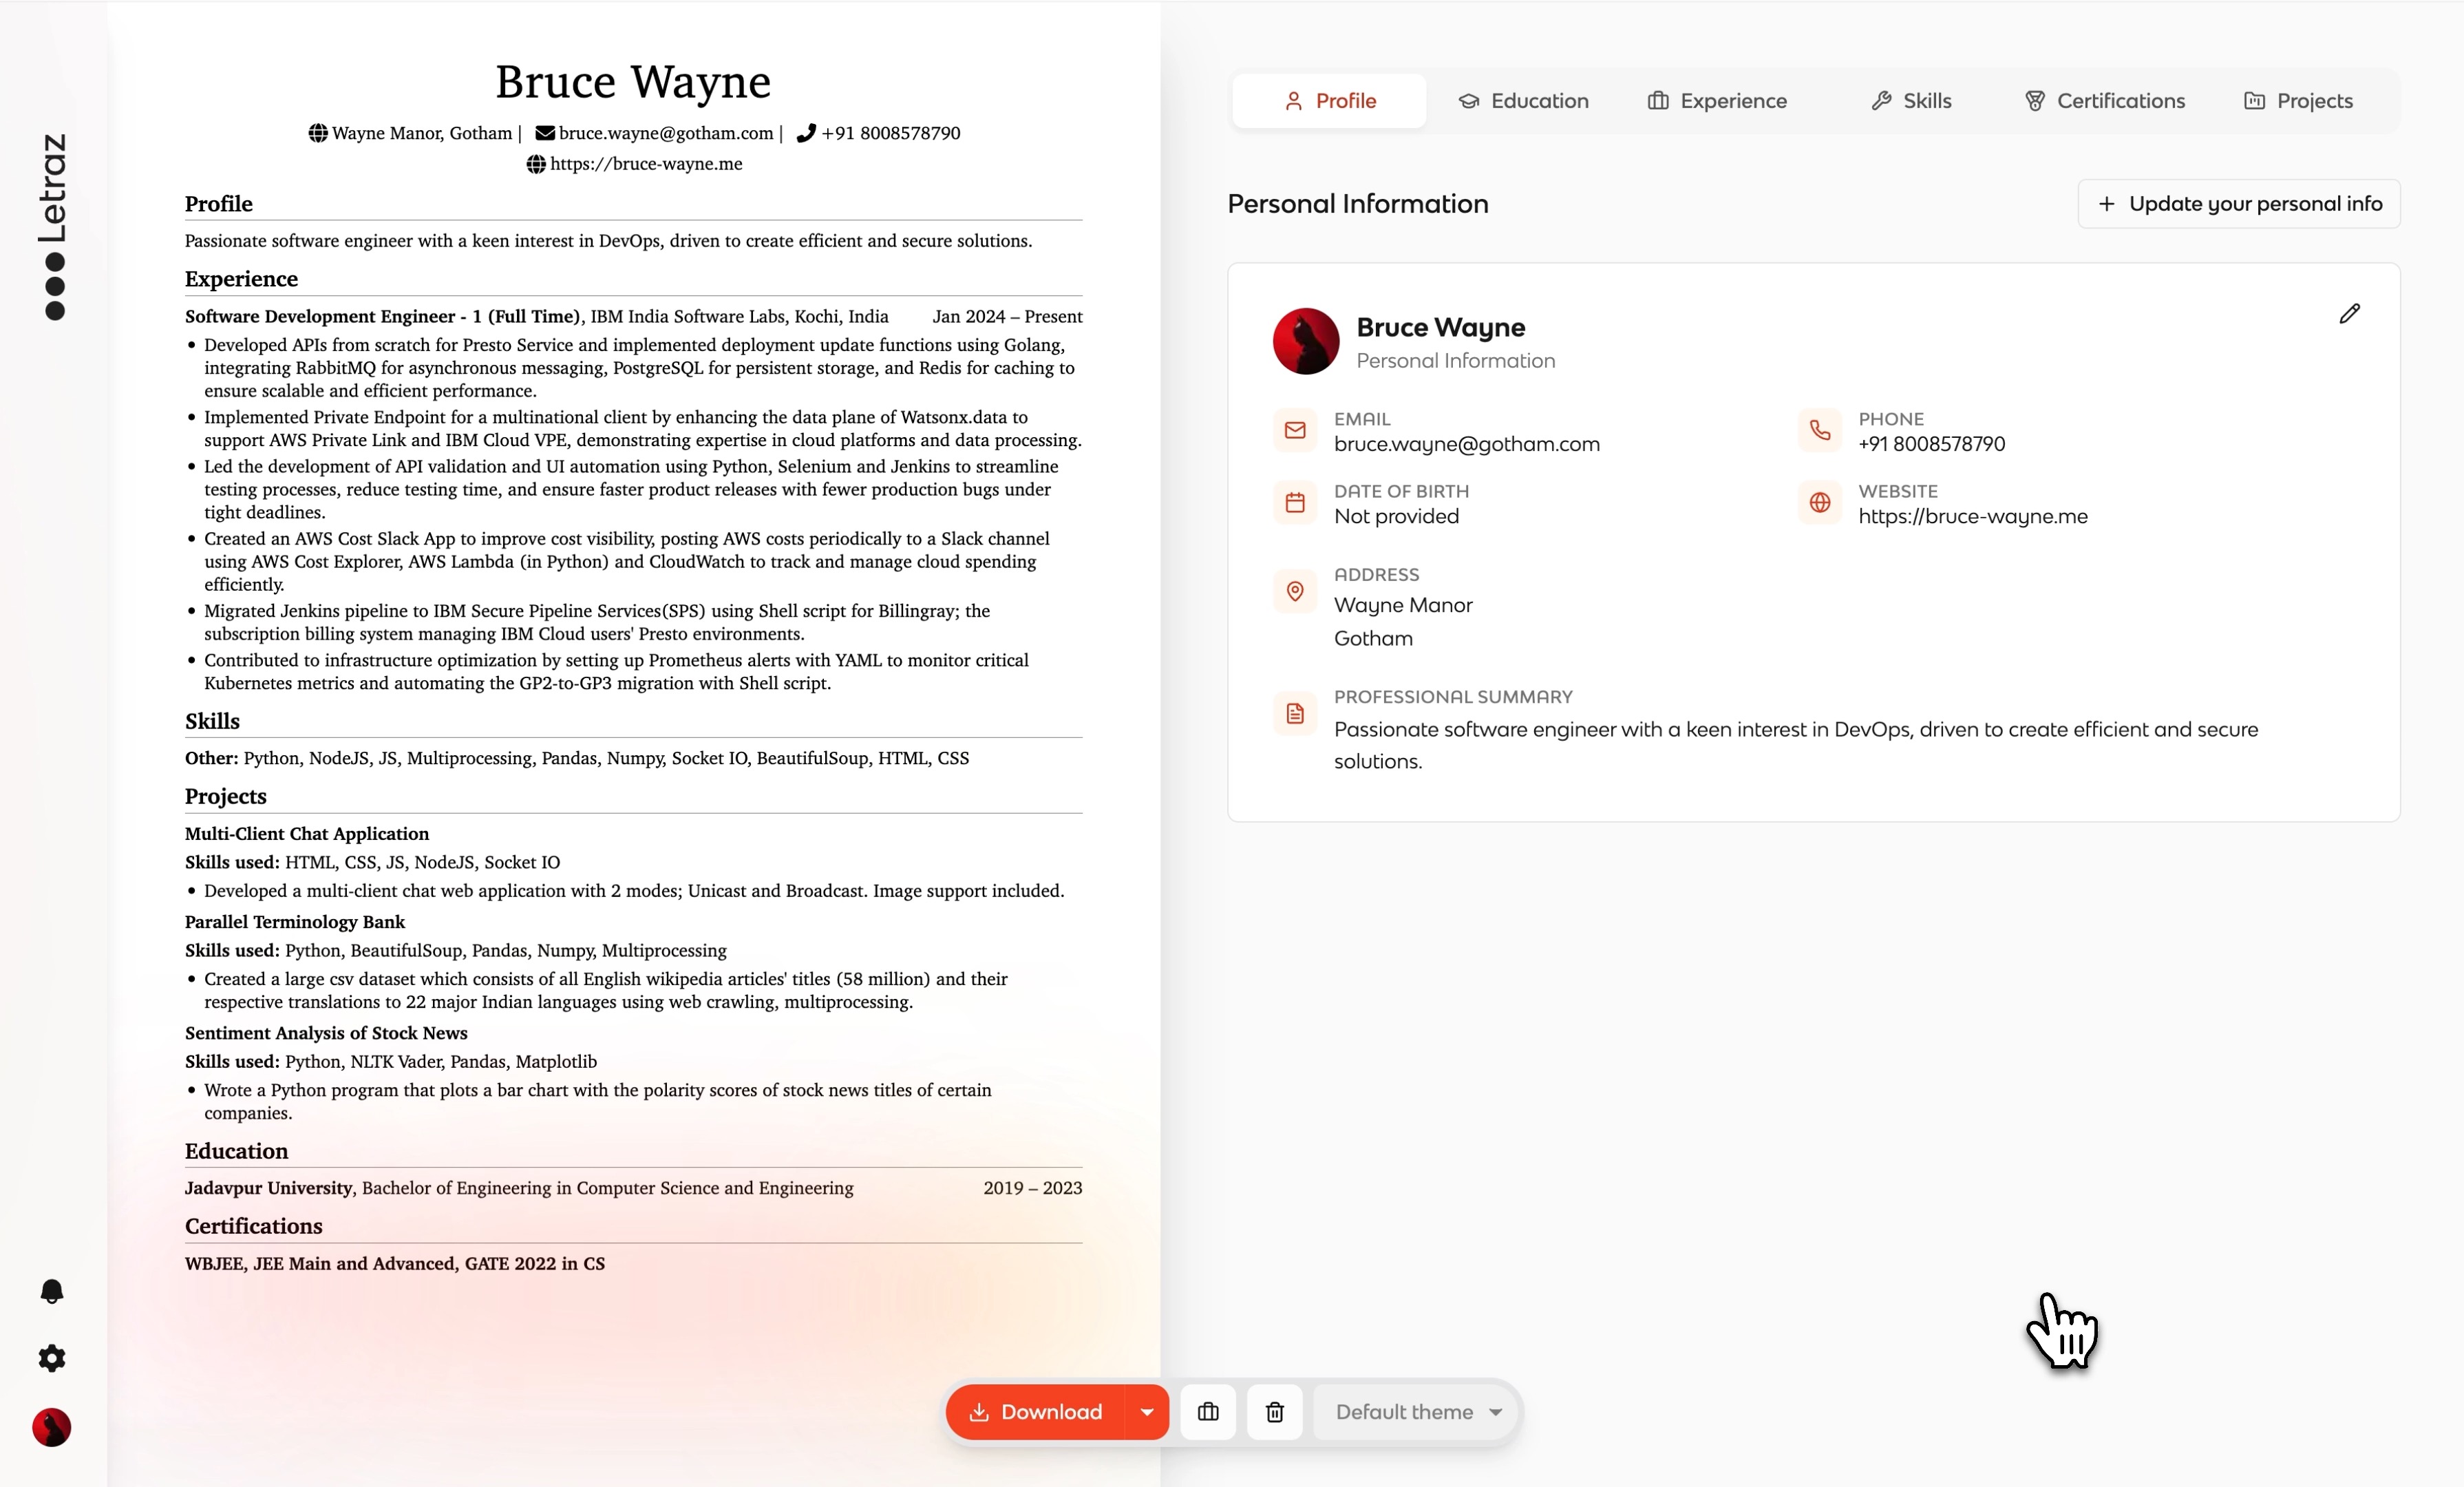 Letraz
Bruce Wayne
Wayne Manor, Gotham | bruce.wayne@gotham.com | +91 8008578790
https://bruce-wayne.me
Profile
Passionate software engineer with a keen interest in DevOps, driven to create efficient and secure solutions.
Experience
Software Development Engineer - 1 (Full Time), IBM India Software Labs, Kochi, India Jan 2024 – Present
• Developed APIs from scratch for Presto Service and implemented deployment update functions using Golang,
integrating RabbitMQ for asynchronous messaging, PostgreSQL for persistent storage, and Redis for caching to
ensure scalable and efficient performance.
• Implemented Private Endpoint for a multinational client by enhancing the data plane of Watsonx.data to
support AWS Private Link and IBM Cloud VPE, demonstrating expertise in cloud platforms and data processing.
• Led the development of API validation and UI automation using Python, Selenium and Jenkins to streamline
testing processes, reduce testing time, and ensure faster product releases with fewer production bugs under
tight deadlines.
• Created an AWS Cost Slack App to improve cost visibility, posting AWS costs periodically to a Slack channel
using AWS Cost Explorer, AWS Lambda (in Python) and CloudWatch to track and manage cloud spending
efficiently.
• Migrated Jenkins pipeline to IBM Secure Pipeline Services(SPS) using Shell script for Billingray; the
subscription billing system managing IBM Cloud users' Presto environments.
• Contributed to infrastructure optimization by setting up Prometheus alerts with YAML to monitor critical
Kubernetes metrics and automating the GP2-to-GP3 migration with Shell script.
Skills
Other: Python, NodeJS, JS, Multiprocessing, Pandas, Numpy, Socket IO, BeautifulSoup, HTML, CSS
Projects
Multi-Client Chat Application
Skills used: HTML, CSS, JS, NodeJS, Socket IO
• Developed a multi-client chat web application with 2 modes; Unicast and Broadcast. Image support included.
Parallel Terminology Bank
Skills used: Python, BeautifulSoup, Pandas, Numpy, Multiprocessing
• Created a large csv dataset which consists of all English wikipedia articles' titles (58 million) and their
respective translations to 22 major Indian languages using web crawling, multiprocessing.
Sentiment Analysis of Stock News
Skills used: Python, NLTK Vader, Pandas, Matplotlib
• Wrote a Python program that plots a bar chart with the polarity scores of stock news titles of certain
companies.
Education
Jadavpur University, Bachelor of Engineering in Computer Science and Engineering 2019 – 2023
Certifications
WBJEE, JEE Main and Advanced, GATE 2022 in CS
Profile Education Experience Skills Certifications Projects
Personal Information
+ Update your personal info
Bruce Wayne
Personal Information
EMAIL
bruce.wayne@gotham.com
PHONE
+91 8008578790
DATE OF BIRTH
Not provided
WEBSITE
https://bruce-wayne.me
ADDRESS
Wayne Manor
Gotham
PROFESSIONAL SUMMARY
Passionate software engineer with a keen interest in DevOps, driven to create efficient and secure
solutions.
Download
Default theme